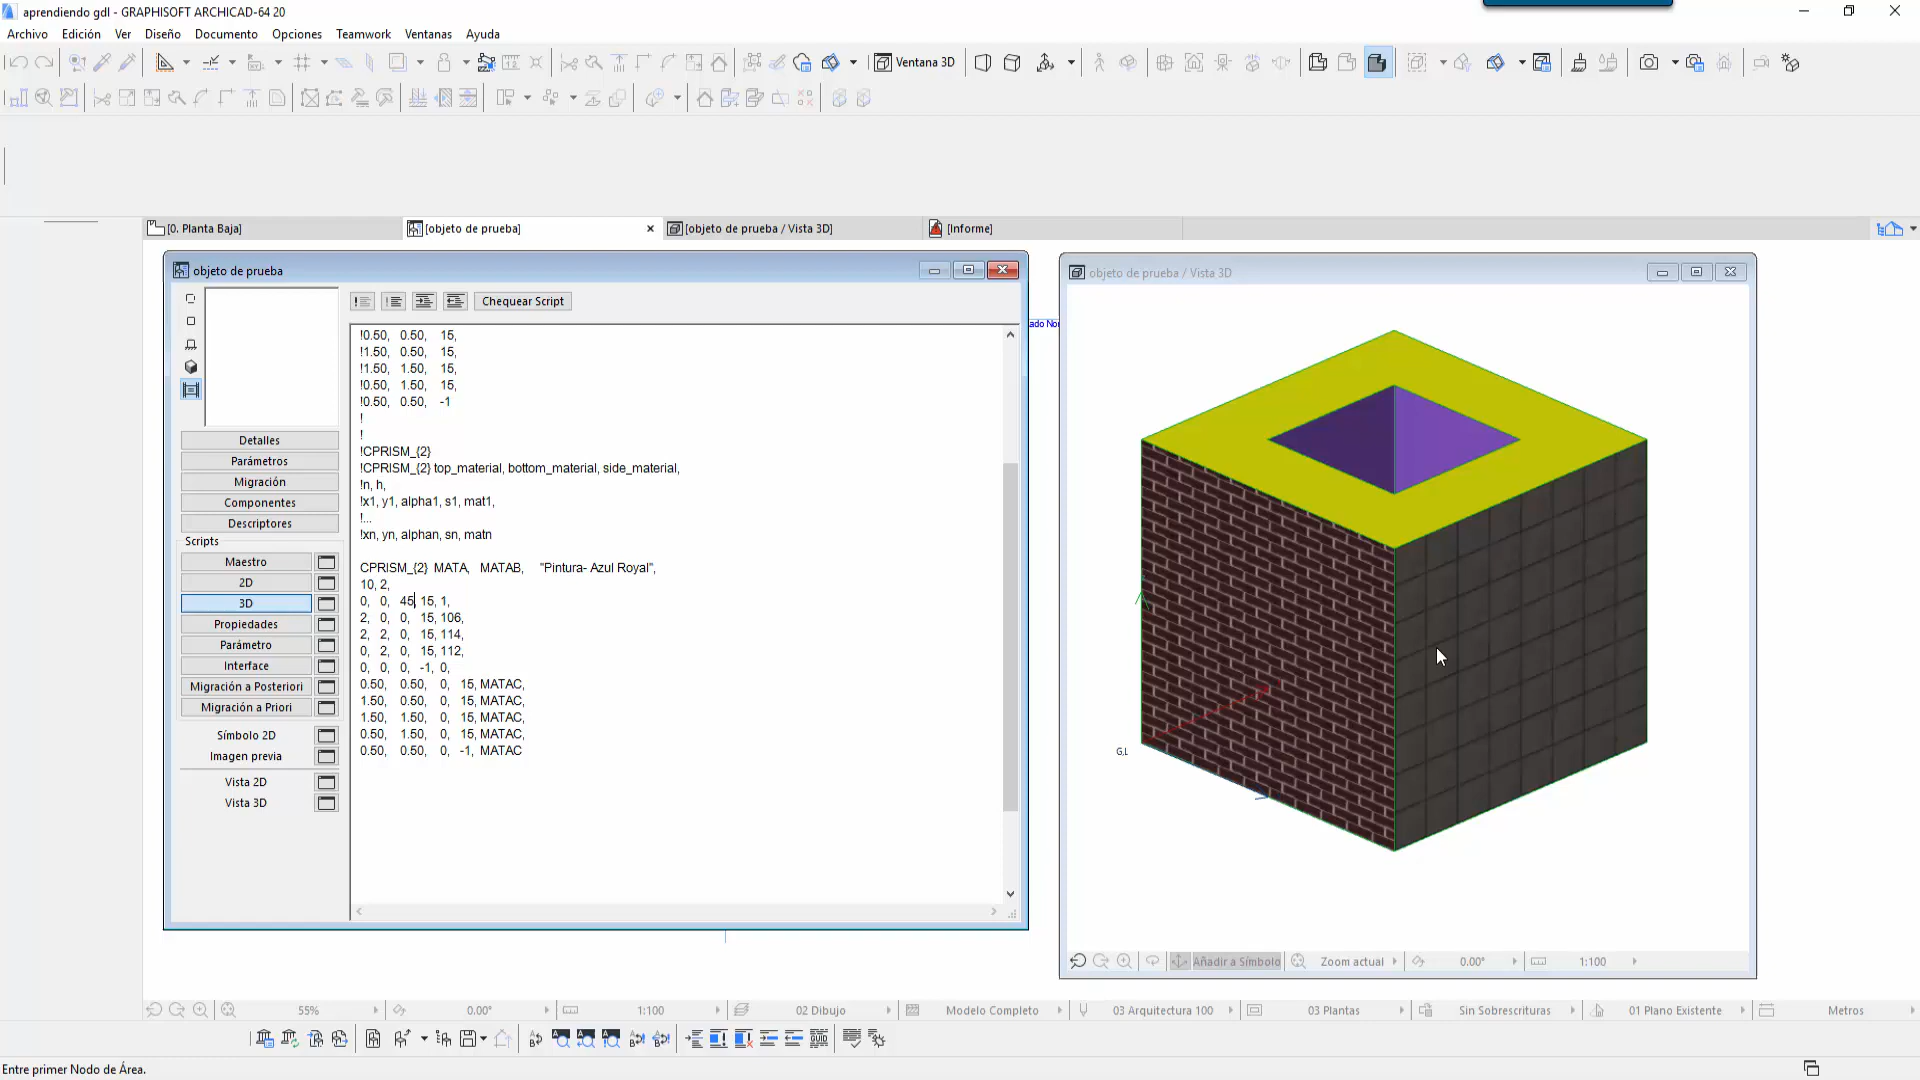 aprendiendo gdl - GRAPHISOFT ARCHICAD-64 20
Archivo Edición Ver Diseño Documento Opciones Teamwork Ventanas Ayuda
Ventana 3D
[0. Planta Baja]
[objeto de prueba]
[objeto de prueba / Vista 3D]
[Informe]
objeto de prueba
Chequear Script
Detalles
Parámetros
Migración
Componentes
Descriptores
Scripts
Maestro
2D
3D
Propiedades
Parámetro
Interface
Migración a Posteriori
Migración a Priori
Símbolo 2D
Imagen previa
Vista 2D
Vista 3D
!0.50, 0.50, 15,
!1.50, 0.50, 15,
!1.50, 1.50, 15,
!0.50, 1.50, 15,
!0.50, 0.50, -1
!
!
!CPRISM_{2}
!CPRISM_{2} top_material, bottom_material, side_material,
!n, h,
!x1, y1, alpha1, s1, mat1,
!...
!xn, yn, alphan, sn, matn
CPRISM_{2} MATA, MATAB, "Pintura- Azul Royal",
10, 2,
0, 0, 45, 15, 1,
2, 0, 0, 15, 106,
2, 2, 0, 15, 114,
0, 2, 0, 15, 112,
0, 0, 0, -1, 0,
0.50, 0.50, 0, 15, MATAC,
1.50, 0.50, 0, 15, MATAC,
1.50, 1.50, 0, 15, MATAC,
0.50, 1.50, 0, 15, MATAC,
0.50, 0.50, 0, -1, MATAC
ado Nor
objeto de prueba / Vista 3D
G,L
Añadir a Símbolo Zoom actual 0.00° 1:100
55% 0.00° 1:100 02 Dibujo Modelo Completo 03 Arquitectura 100 03 Plantas Sin Sobrescrituras 01 Plano Existente Metros
GUID
Entre primer Nodo de Área.